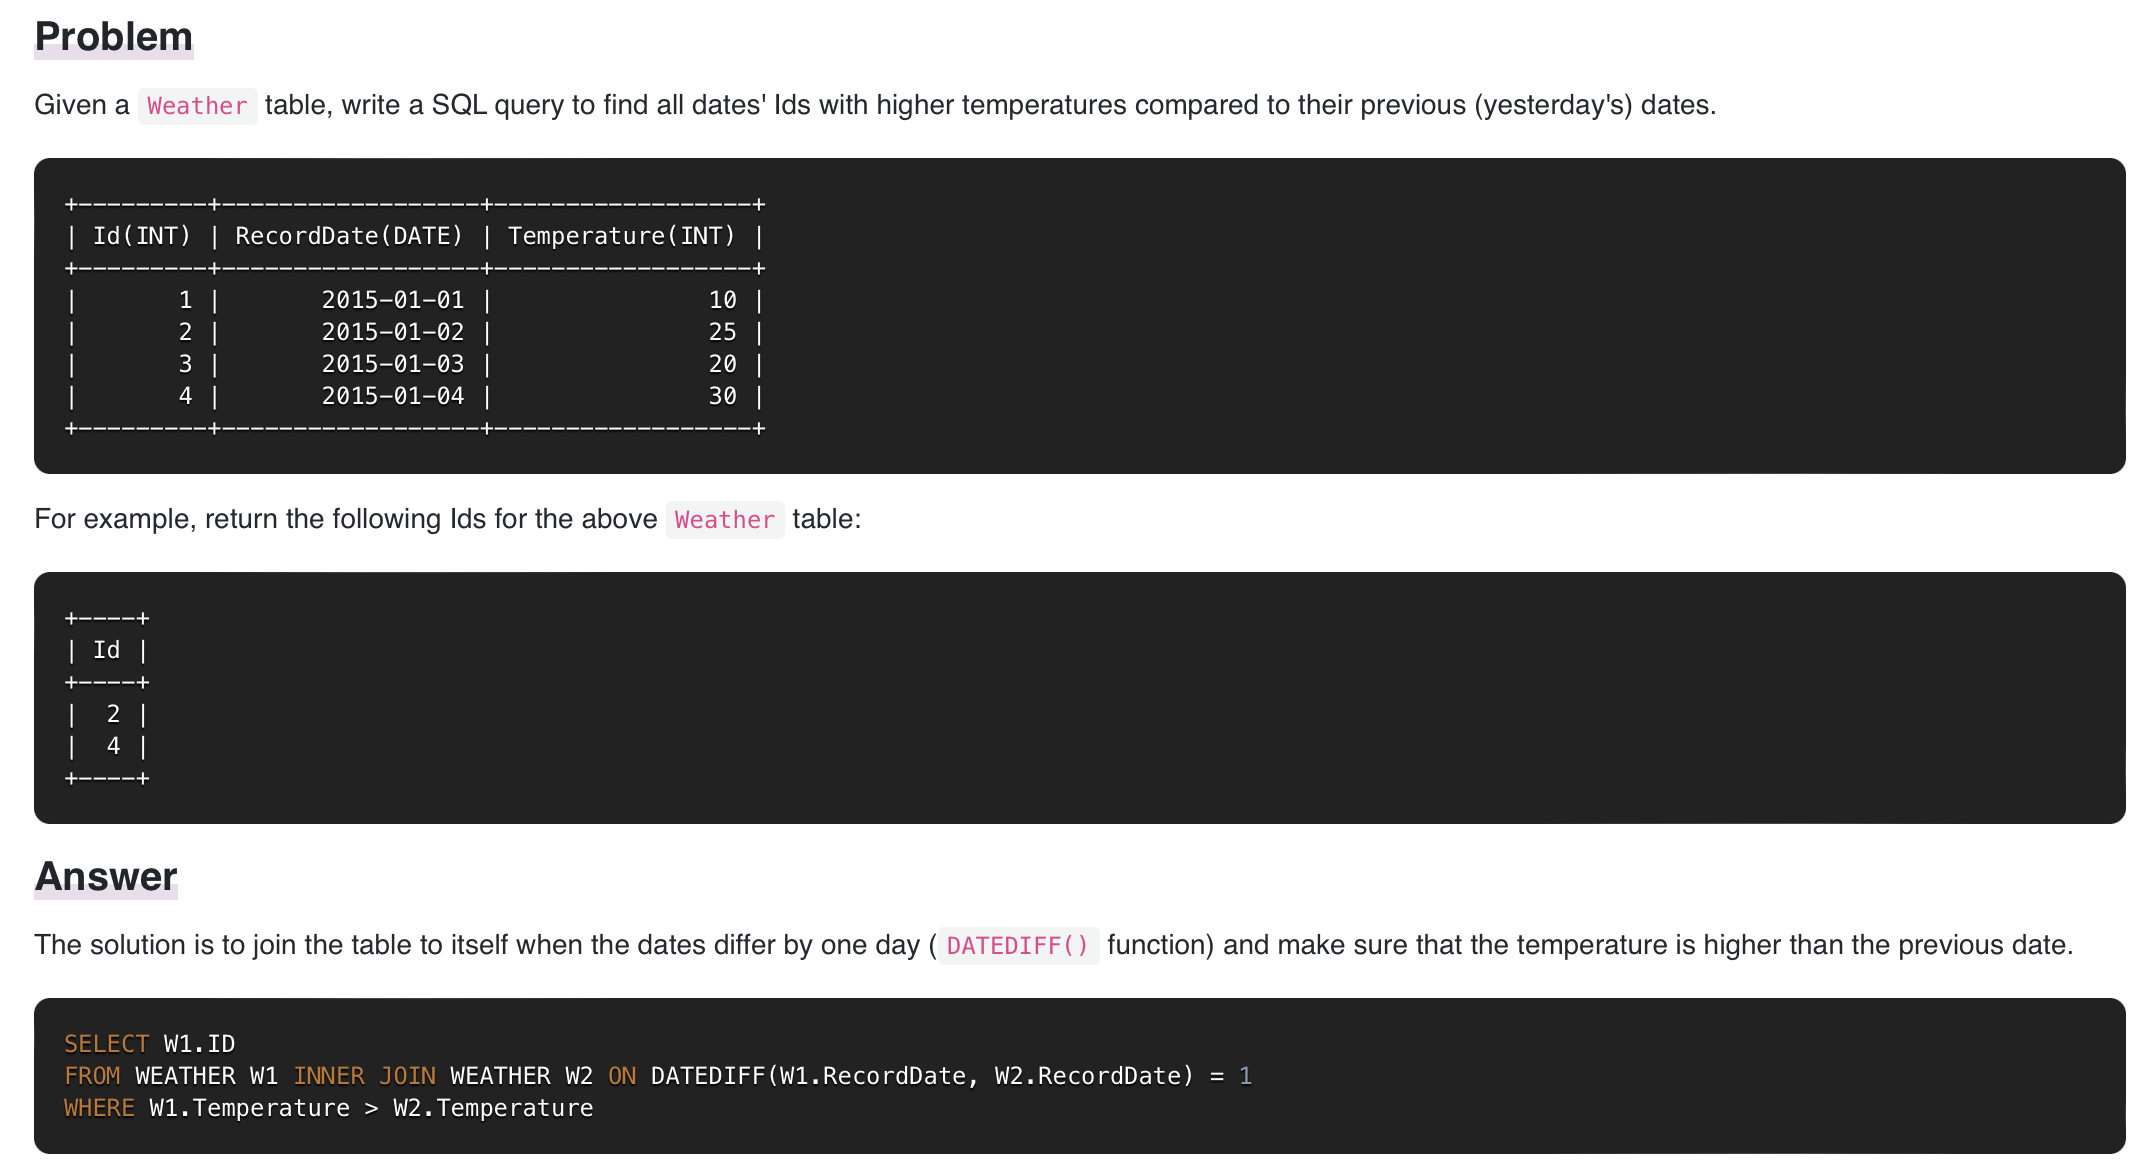 Problem
Given a Weather table, write a SQL query to find all dates' Ids with higher temperatures compared to their previous (yesterday's) dates.
+---------+------------------+------------------+
| Id(INT) | RecordDate(DATE) | Temperature(INT) |
+---------+------------------+------------------+
|       1 |       2015-01-01 |               10 |
|       2 |       2015-01-02 |               25 |
|       3 |       2015-01-03 |               20 |
|       4 |       2015-01-04 |               30 |
+---------+------------------+------------------+
For example, return the following Ids for the above Weather table:
+----+
| Id |
+----+
|  2 |
|  4 |
+----+
Answer
The solution is to join the table to itself when the dates differ by one day ( DATEDIFF() function) and make sure that the temperature is higher than the previous date.
SELECT W1.ID
FROM WEATHER W1 INNER JOIN WEATHER W2 ON DATEDIFF(W1.RecordDate, W2.RecordDate) = 1
WHERE W1.Temperature > W2.Temperature